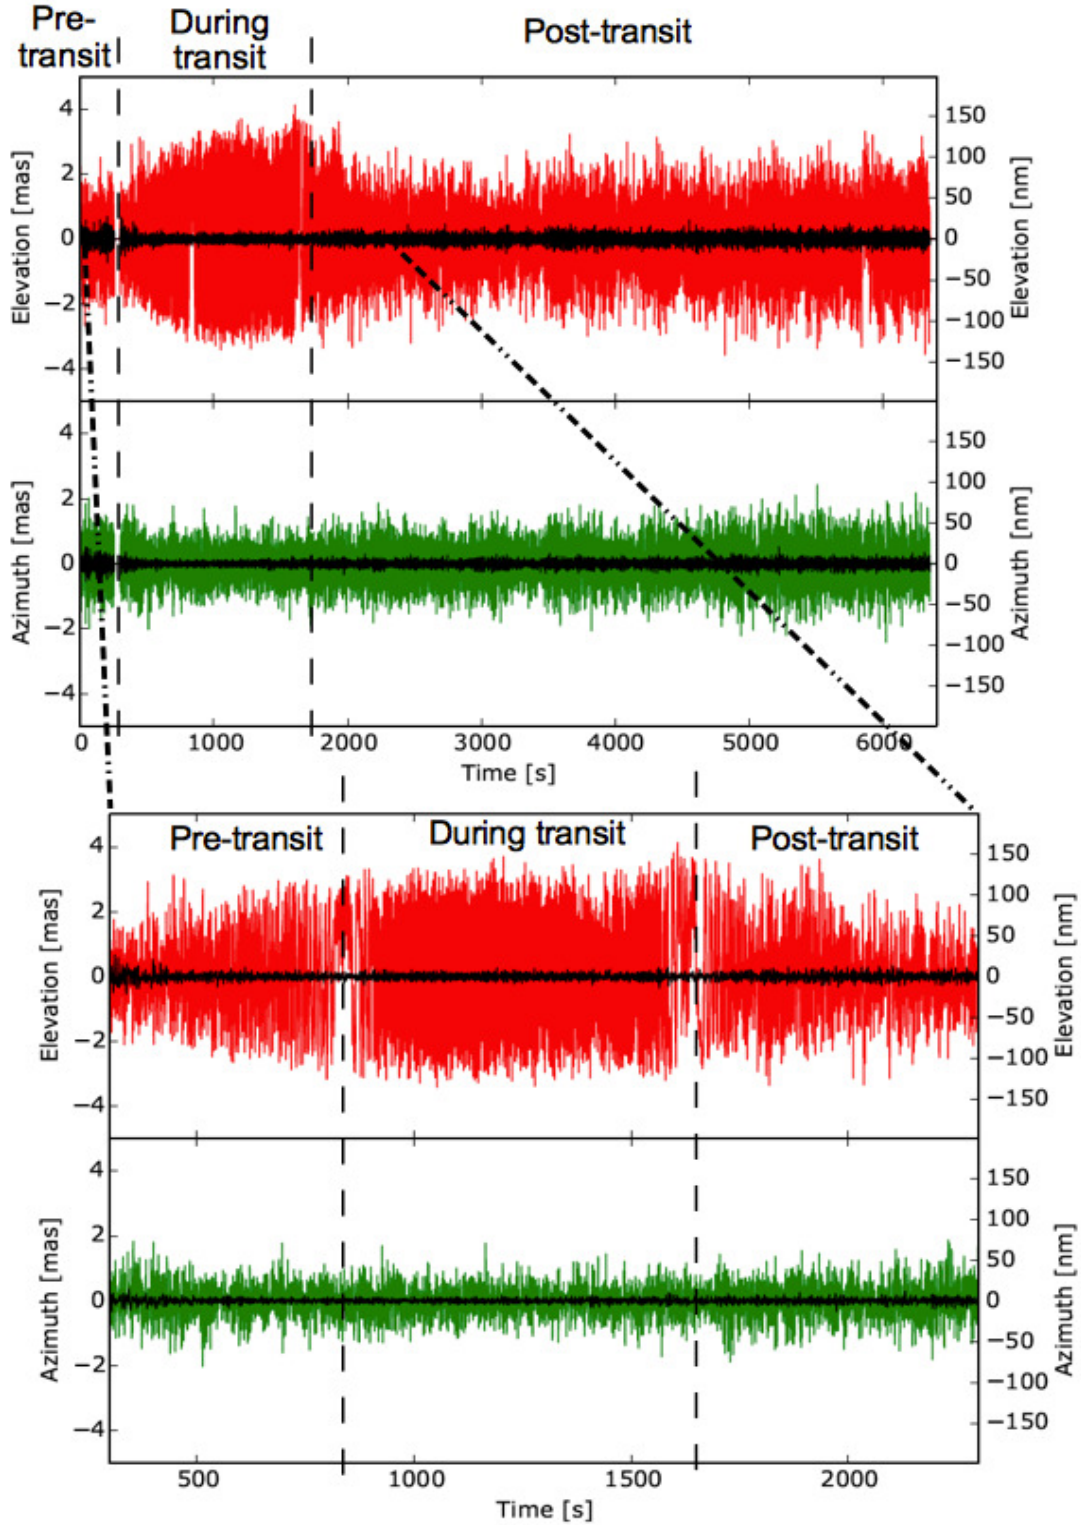 Pre-
transit
During
transit
Post-transit
4
2
0
−2
−4
Elevation [mas]
150
100
50
0
−50
−100
−150
Elevation [nm]
4
2
0
−2
−4
Azimuth [mas]
150
100
50
0
−50
−100
−150
Azimuth [nm]
0 1000 2000 3000 4000 5000 6000
Time [s]
Pre-transit During transit Post-transit
4
2
0
−2
−4
Elevation [mas]
150
100
50
0
−50
−100
−150
Elevation [nm]
4
2
0
−2
−4
Azimuth [mas]
150
100
50
0
−50
−100
−150
Azimuth [nm]
500 1000 1500 2000
Time [s]